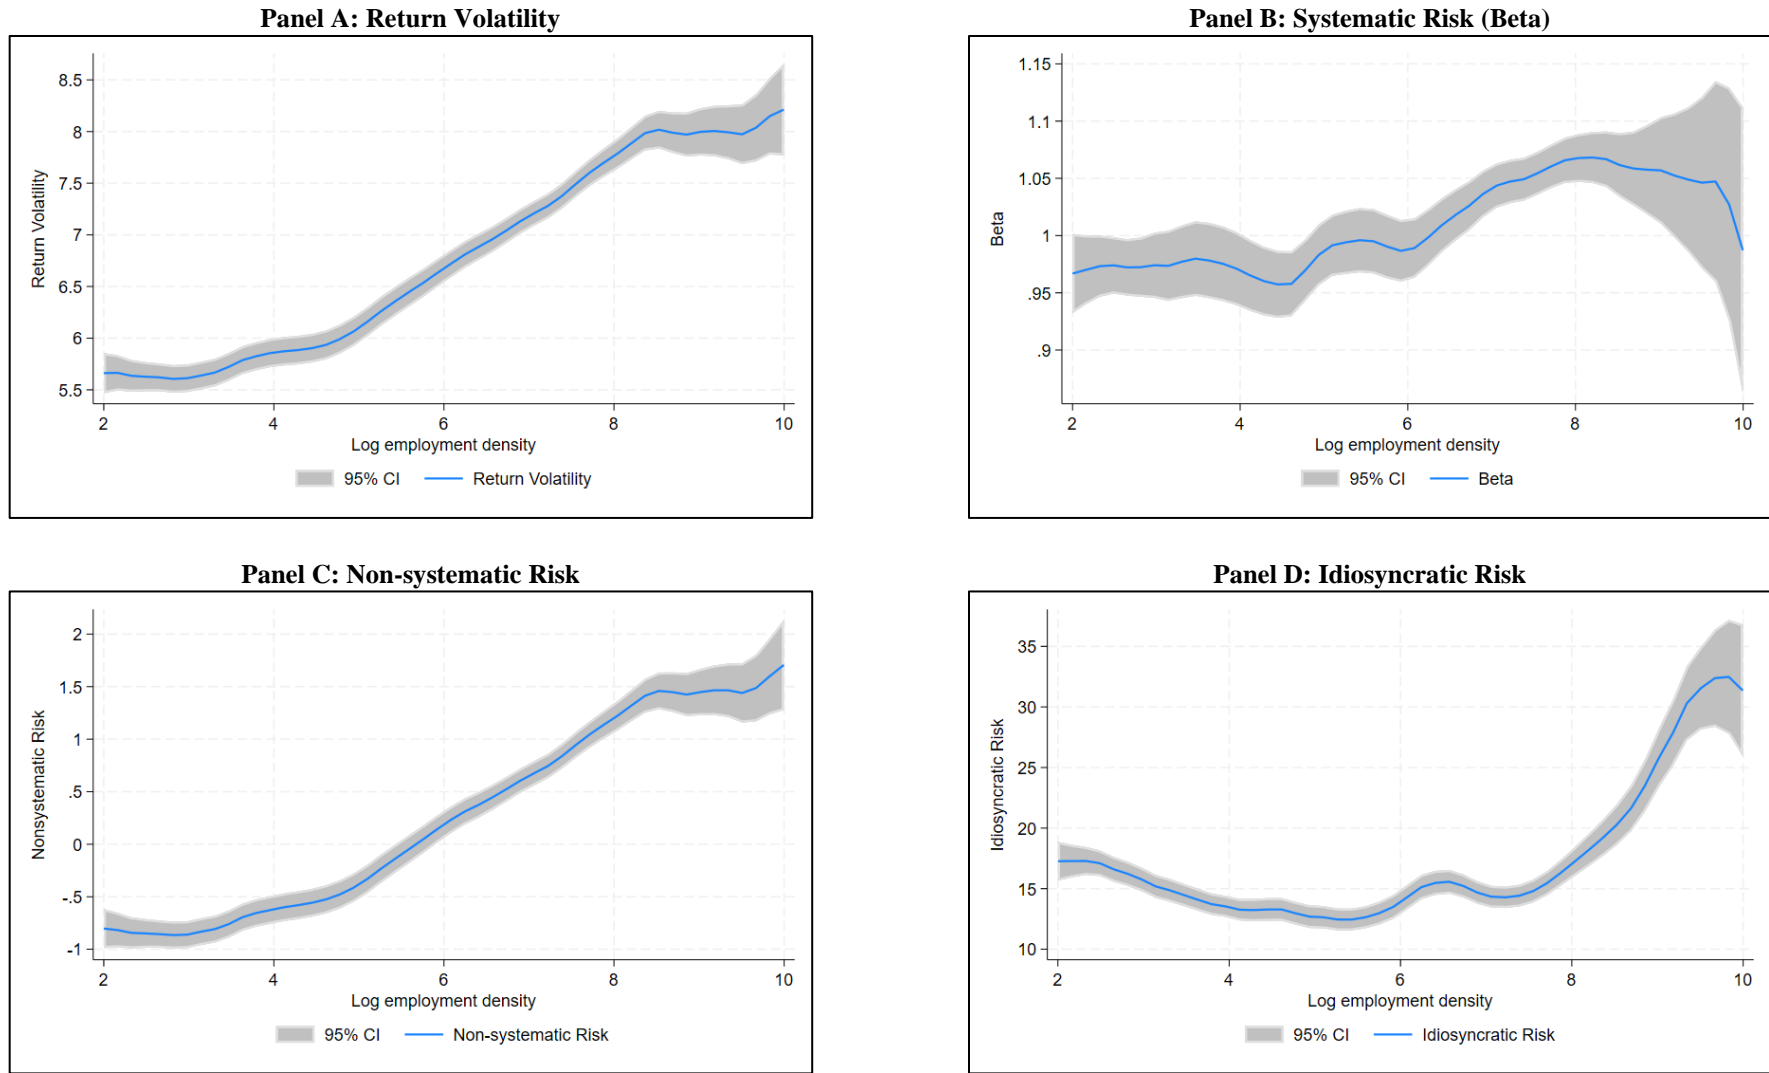 Panel A: Return Volatility
8.5
8
7.5
7
6.5
6
5.5
Return Volatility
2 4 6 8 10
Log employment density
95% CI Return Volatility
Panel B: Systematic Risk (Beta)
1.15
1.1
1.05
1
.95
.9
Beta
2 4 6 8 10
Log employment density
95% CI Beta
Panel C: Non-systematic Risk
2
1.5
1
.5
0
-.5
-1
Nonsystematic Risk
2 4 6 8 10
Log employment density
95% CI Non-systematic Risk
Panel D: Idiosyncratic Risk
35
30
25
20
15
10
Idiosyncratic Risk
2 4 6 8 10
Log employment density
95% CI Idiosyncratic Risk